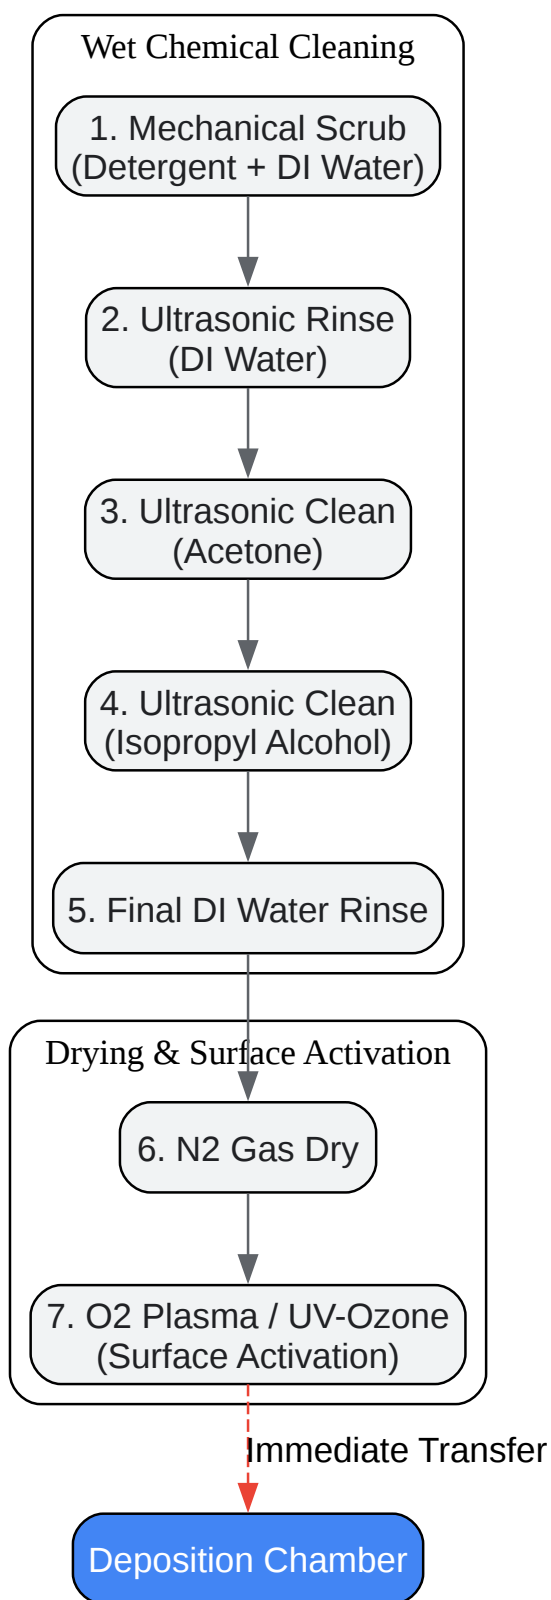 Wet Chemical Cleaning
1. Mechanical Scrub
(Detergent + DI Water)
2. Ultrasonic Rinse
(DI Water)
3. Ultrasonic Clean
(Acetone)
4. Ultrasonic Clean
(Isopropyl Alcohol)
5. Final DI Water Rinse
Drying & Surface Activation
6. N2 Gas Dry
7. O2 Plasma / UV-Ozone
(Surface Activation)
Immediate Transfer
Deposition Chamber